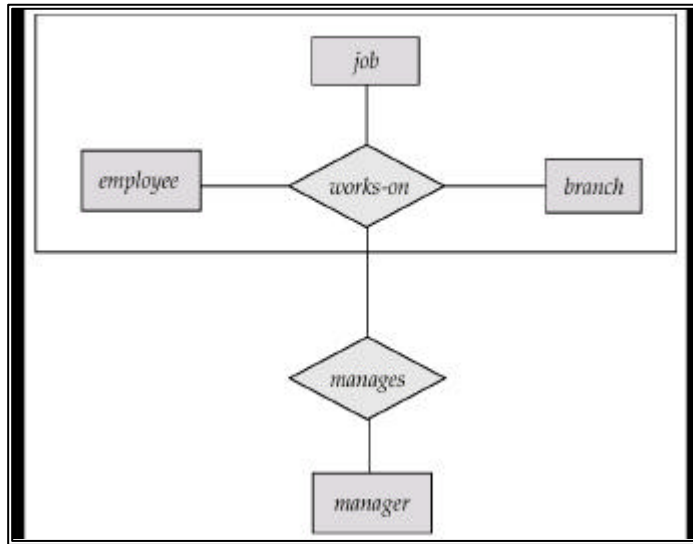 job
employee
works-on
branch
manages
manager